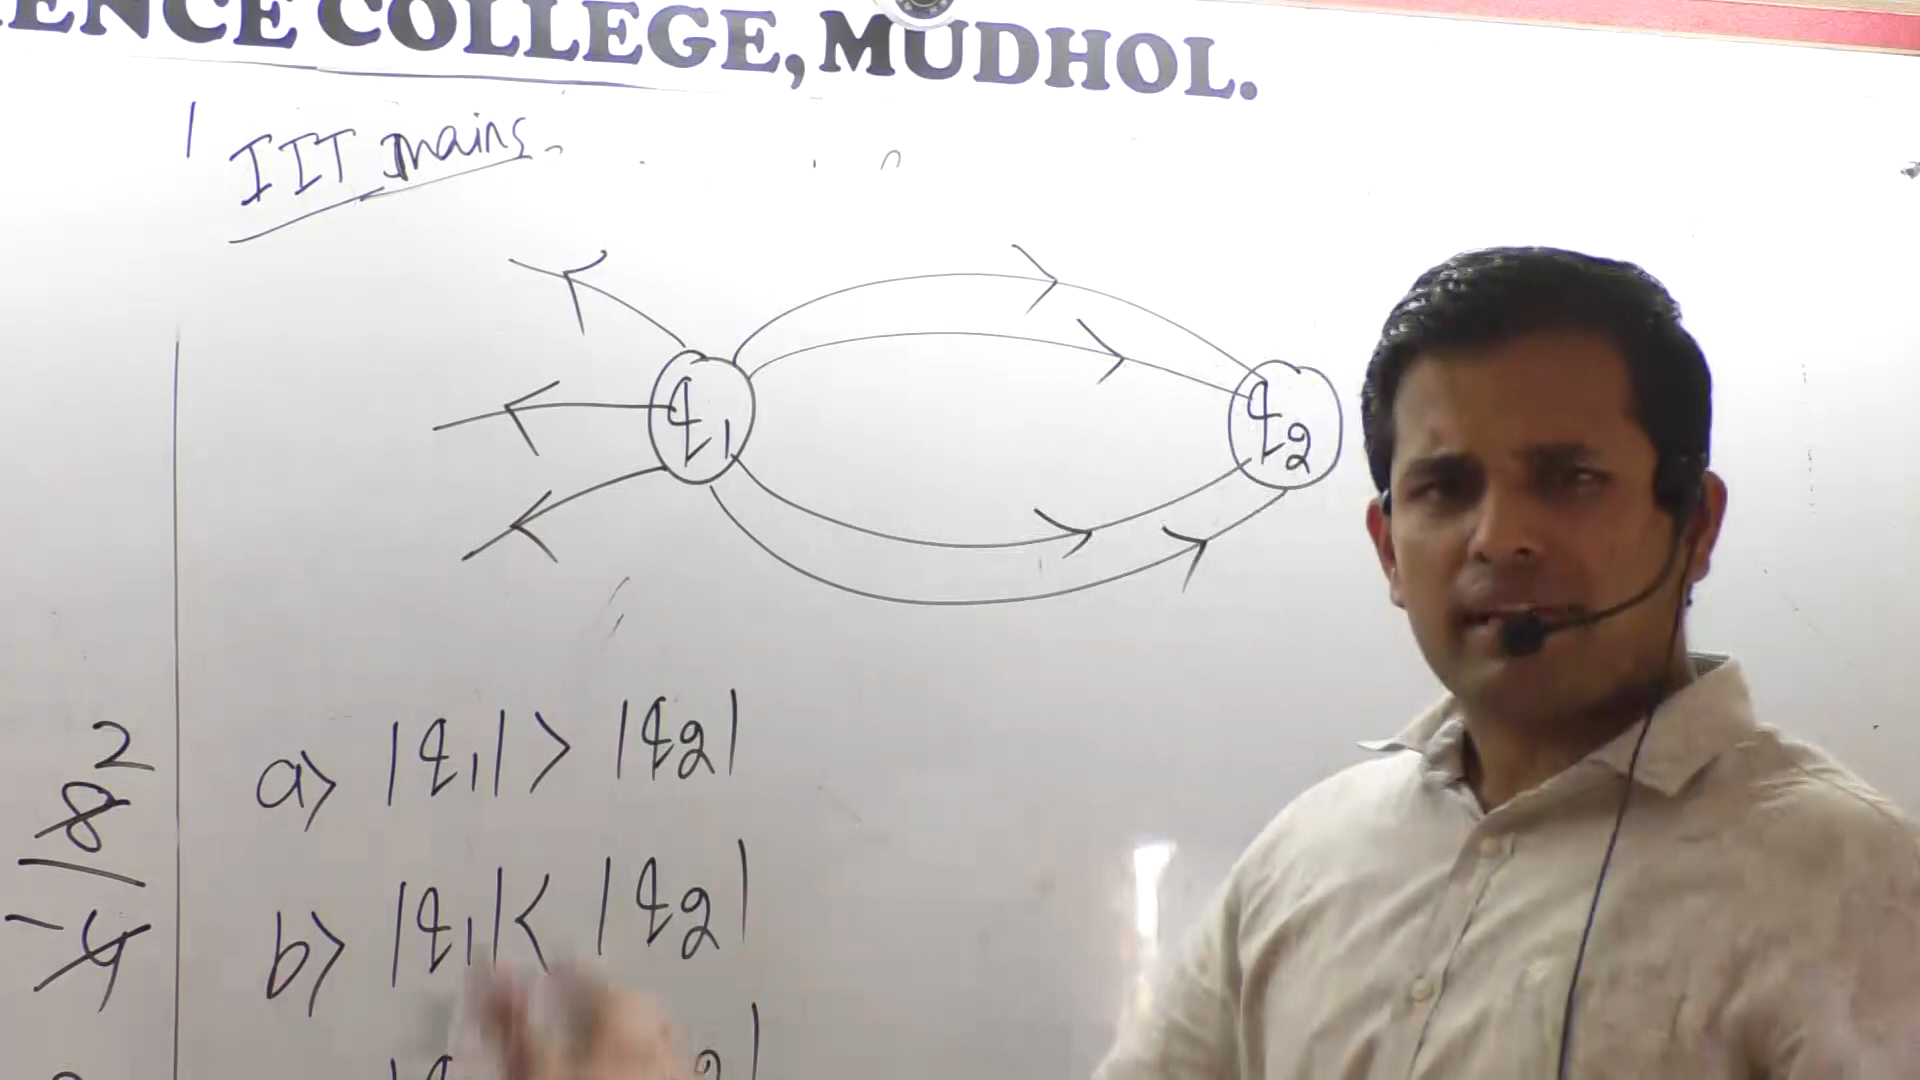 ENCE COLLEGE, MUDHOL.
IIT mains
q1 q2
2
8
-4
a) |q1| > |q2|
b) |q1| < |q2|